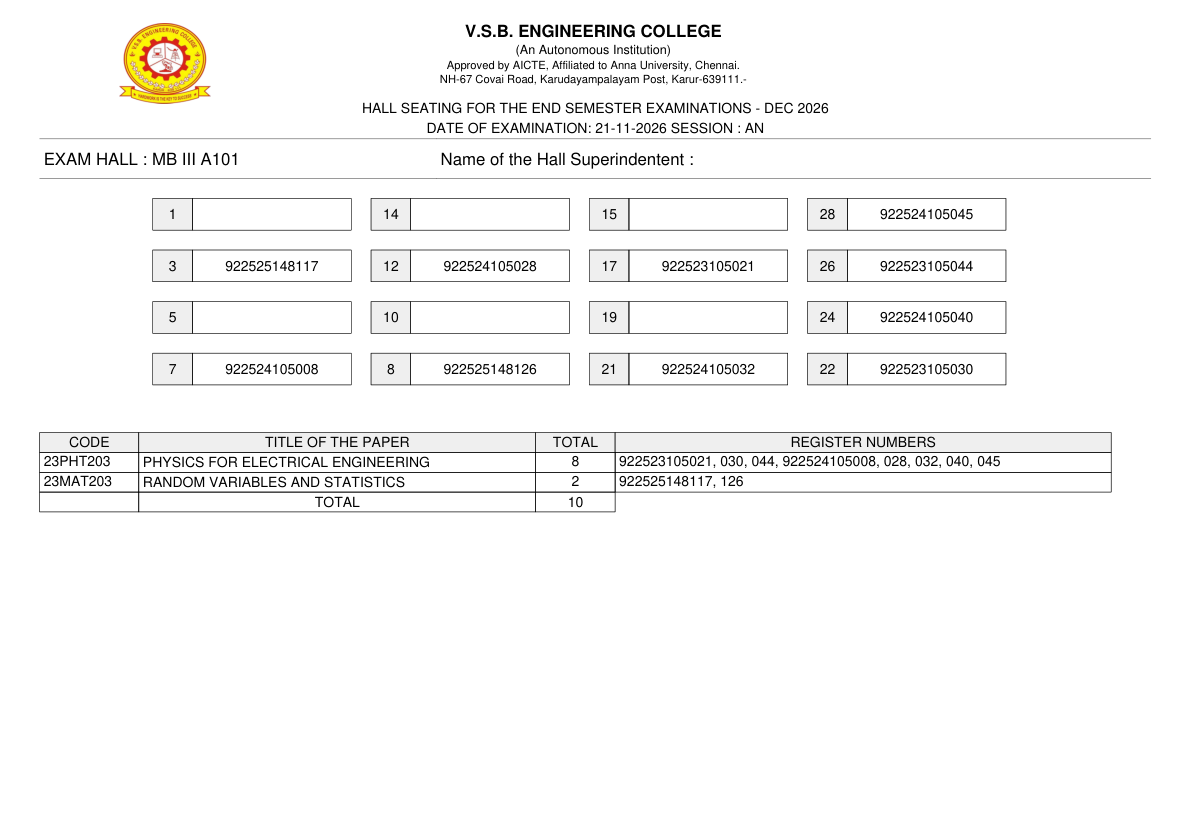 V.S.B. ENGINEERING COLLEGE
(An Autonomous Institution)
Approved by AICTE, Affiliated to Anna University, Chennai.
NH-67 Covai Road, Karudayampalayam Post, Karur-639111.-
HALL SEATING FOR THE END SEMESTER EXAMINATIONS - DEC 2026
DATE OF EXAMINATION: 21-11-2026 SESSION : AN
EXAM HALL : MB III A101 Name of the Hall Superintendent :
1 14 15 28 922524105045
3 922525148117 12 922524105028 17 922523105021 26 922523105044
5 10 19 24 922524105040
7 922524105008 8 922525148126 21 922524105032 22 922523105030
CODE TITLE OF THE PAPER TOTAL REGISTER NUMBERS
23PHT203 PHYSICS FOR ELECTRICAL ENGINEERING 8 922523105021, 030, 044, 922524105008, 028, 032, 040, 045
23MAT203 RANDOM VARIABLES AND STATISTICS 2 922525148117, 126
TOTAL 10